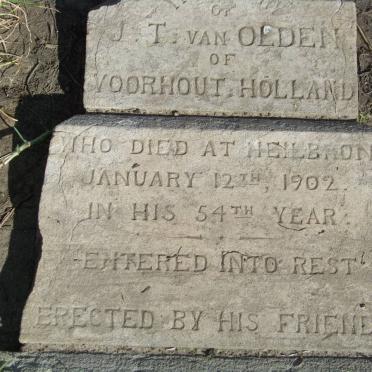 OF
J. T. VAN OLDEN
OF
VOORHOUT. HOLLAND
WHO DIED AT HEILBRON
JANUARY 12TH, 1902.
IN HIS 54TH YEAR.
"ENTERED INTO REST"
ERECTED BY HIS FRIEND